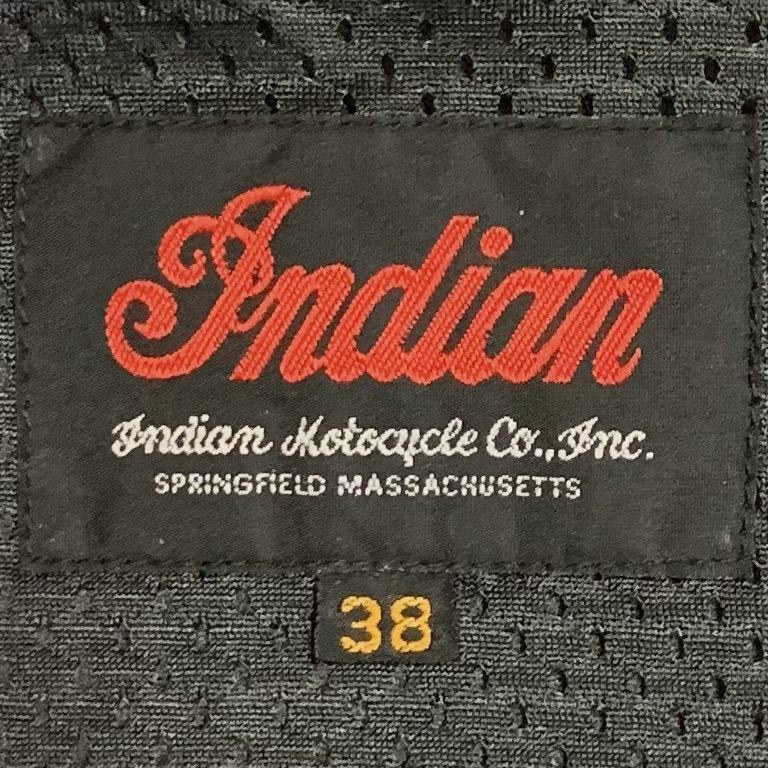 Indian
Indian Motocycle Co., Inc.
SPRINGFIELD MASSACHUSETTS
38